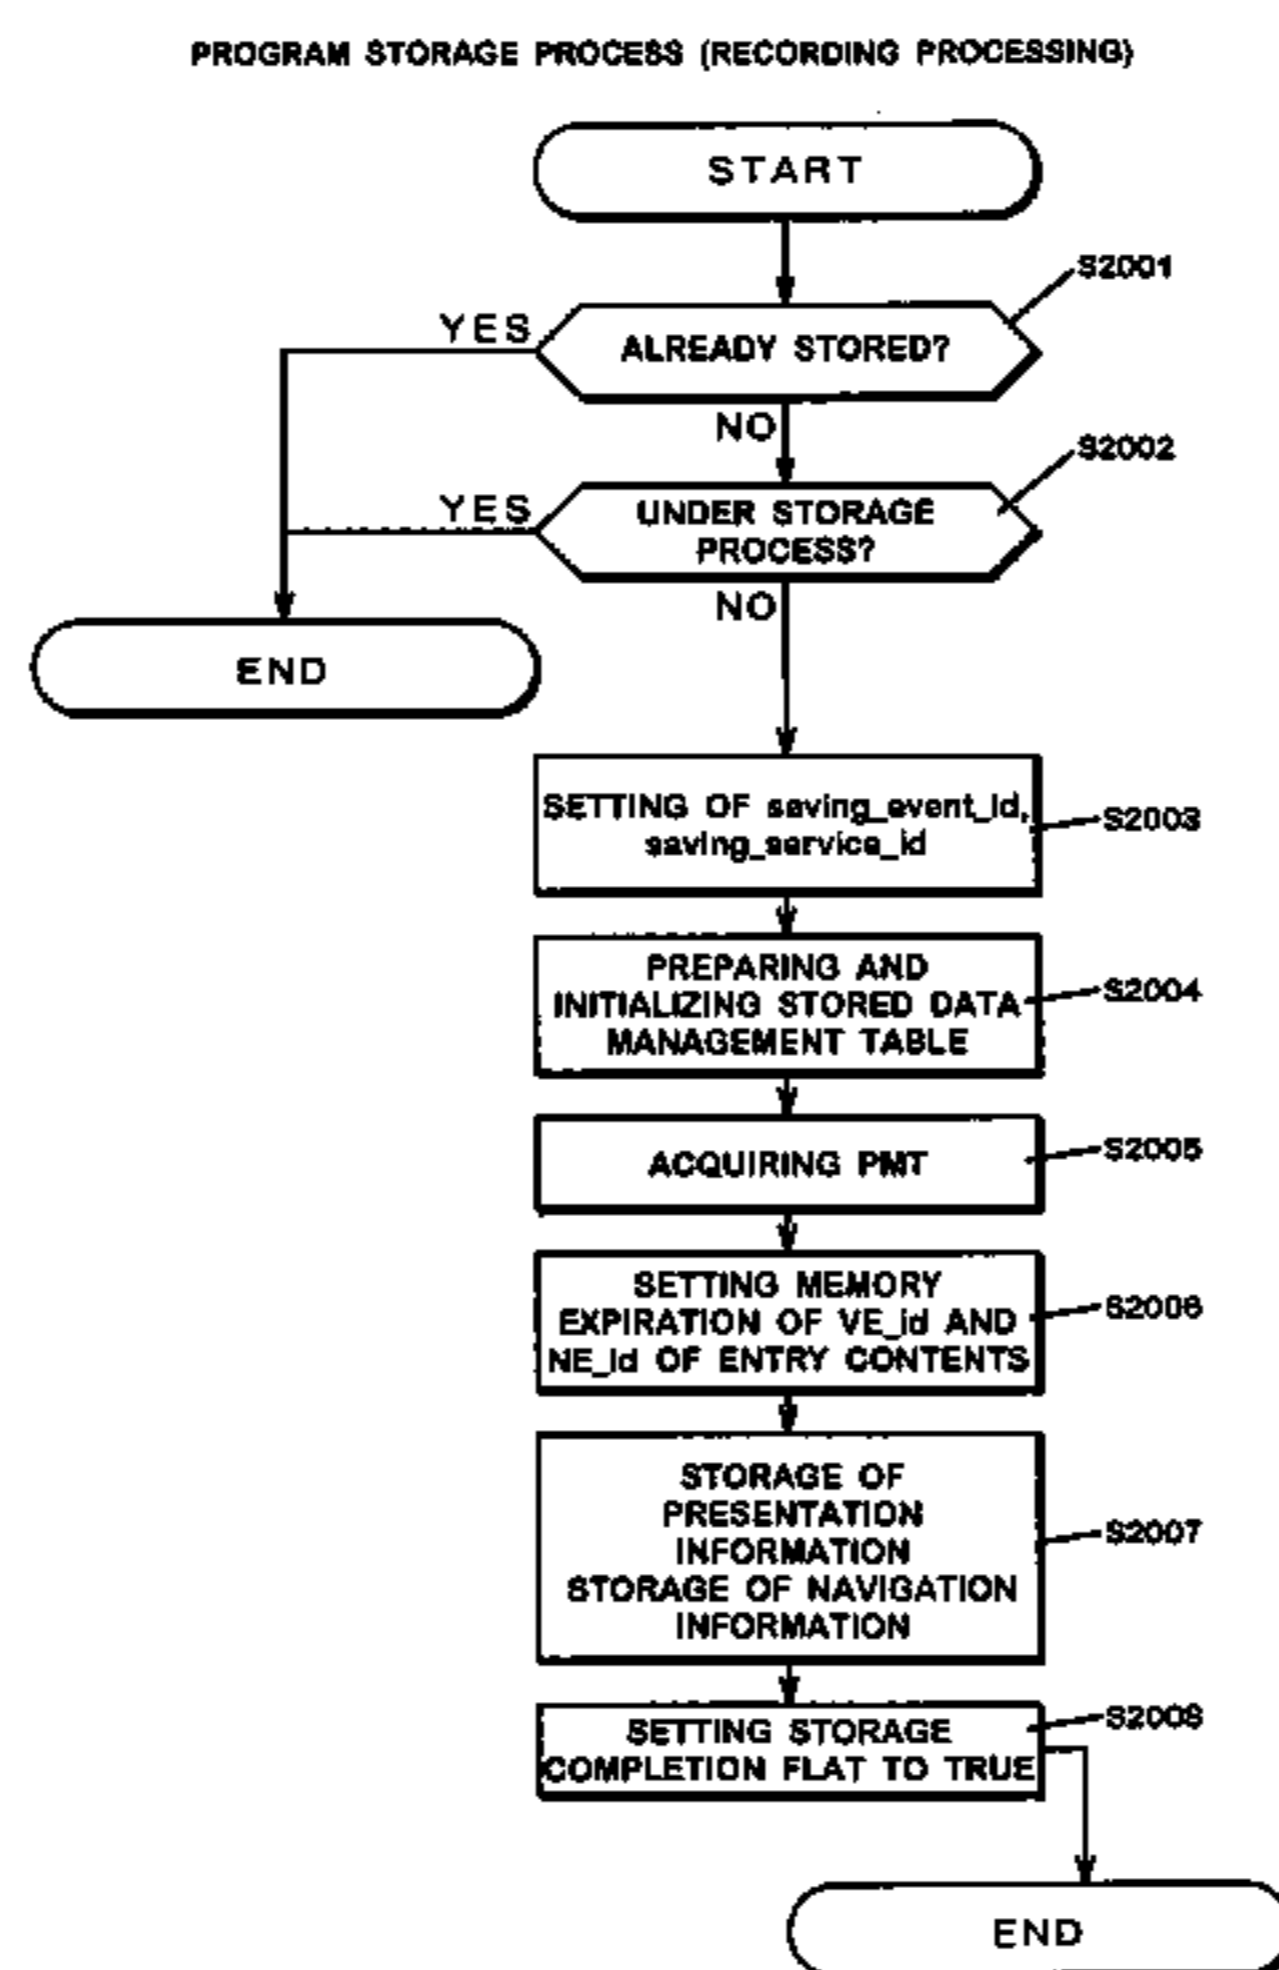 PROGRAM STORAGE PROCESS (RECORDING PROCESSING)
START
S2001
YES
ALREADY STORED?
NO
S2002
YES
UNDER STORAGE
PROCESS?
NO
END
SETTING OF saving_event_id,
saving_service_id
S2003
PREPARING AND
INITIALIZING STORED DATA
MANAGEMENT TABLE
S2004
ACQUIRING PMT
S2005
SETTING MEMORY
EXPIRATION OF VE_id AND
NE_id OF ENTRY CONTENTS
S2006
STORAGE OF
PRESENTATION
INFORMATION
STORAGE OF NAVIGATION
INFORMATION
S2007
SETTING STORAGE
COMPLETION FLAT TO TRUE
S2008
END